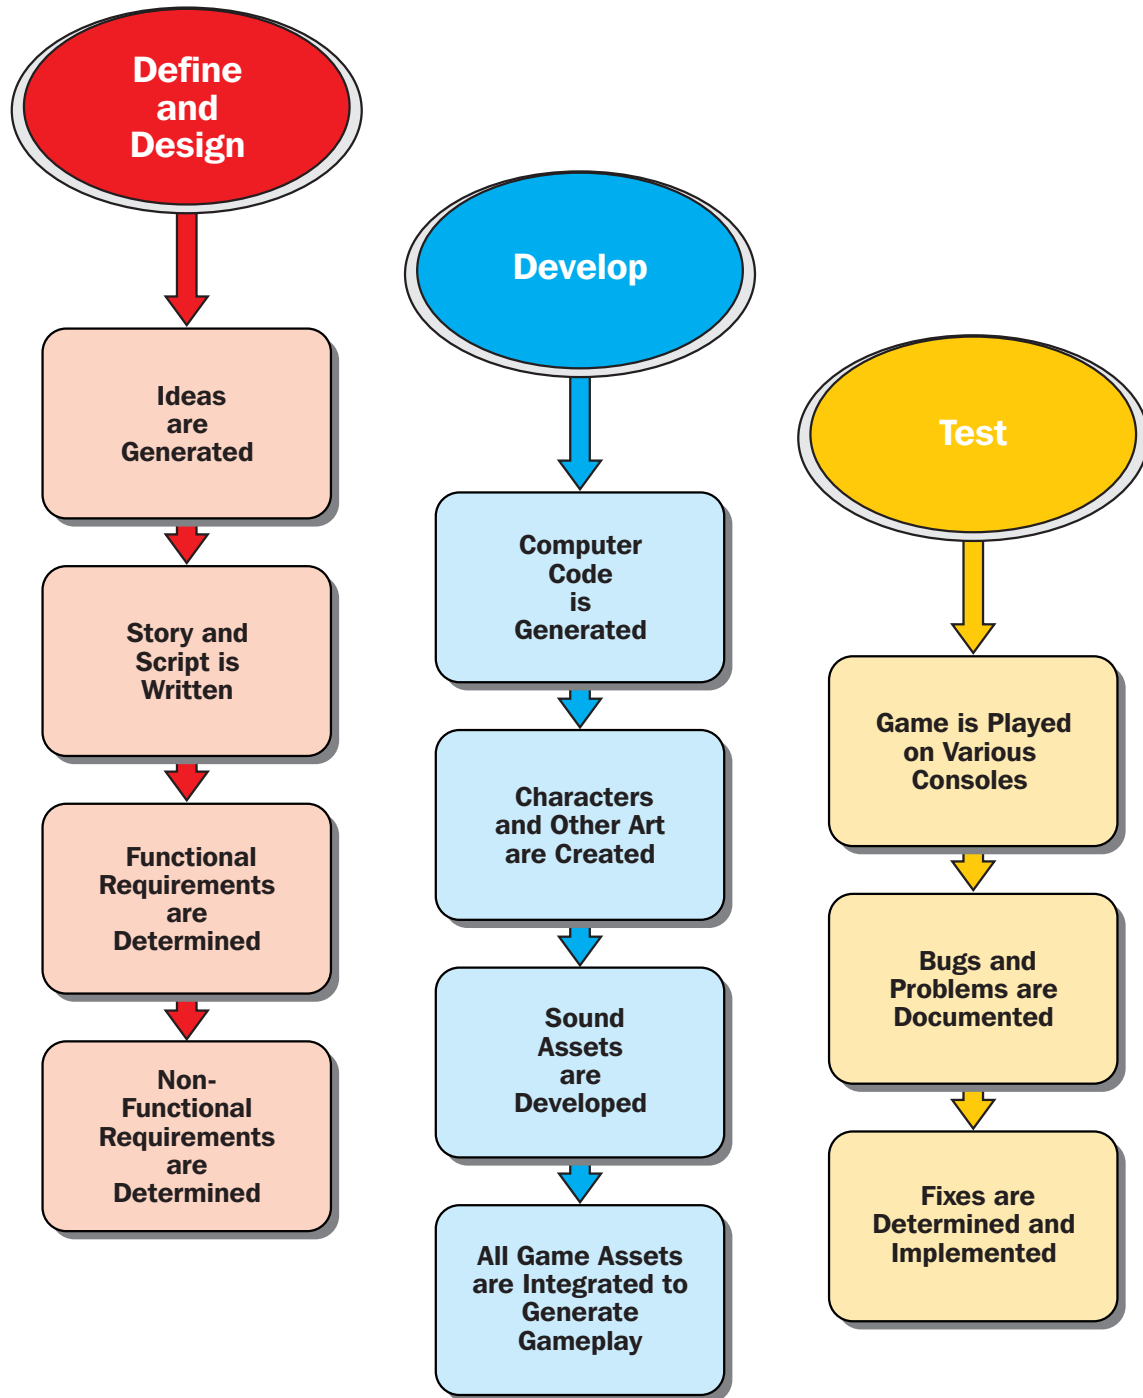 Define
and
Design
Ideas
are
Generated
Story and
Script is
Written
Functional
Requirements
are
Determined
Non-
Functional
Requirements
are
Determined
Develop
Computer
Code
is
Generated
Characters
and Other Art
are Created
Sound
Assets
are
Developed
All Game Assets
are Integrated to
Generate
Gameplay
Test
Game is Played
on Various
Consoles
Bugs and
Problems are
Documented
Fixes are
Determined and
Implemented